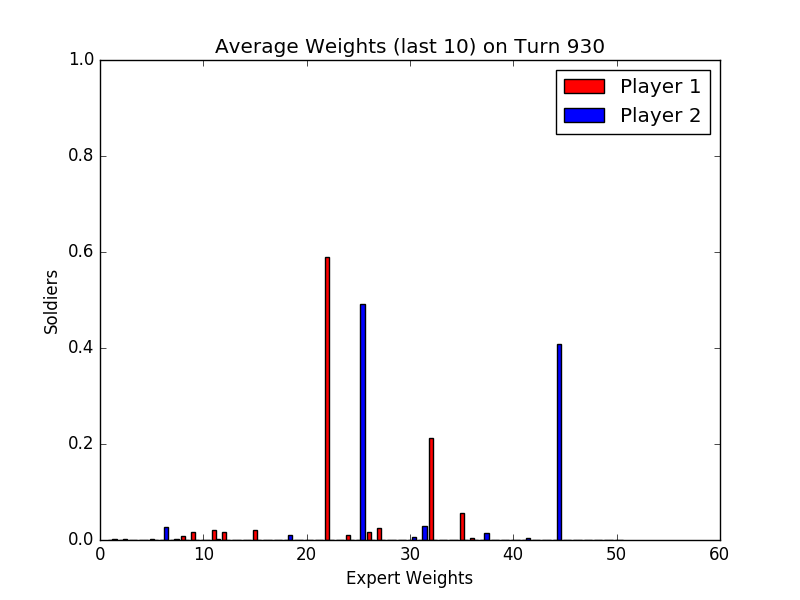 Average Weights (last 10) on Turn 930
1.0
Player 1
Player 2
0.8
0.6
Soldiers
0.4
0.2
0.0
0 10 20 30 40 50 60
Expert Weights